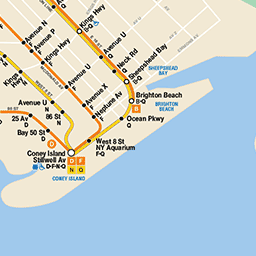 Kings Hwy
B·Q
Avenue N
Avenue P
Kings Hwy
Avenue U
Q
Neck Rd
Q
Sheepshead Bay
B·Q
SHEEPSHEAD
BAY
Avenue U
F
Avenue X
F
Neptune Av
F
Brighton Beach
B·Q
BRIGHTON
BEACH
B
Ocean Pkwy
Q
Kings Hwy
N
Avenue U
N
86 St
N
86 ST
25 Av
D
Bay 50 St
D
D
West 8 St
NY Aquarium
F·Q
Coney Island
Stillwell Av
D·F·N·Q
D F
N Q
CONEY ISLAND